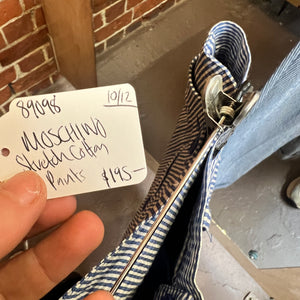 89098
10/12
MOSCHINO
Stretch Cotton
Pants $195-